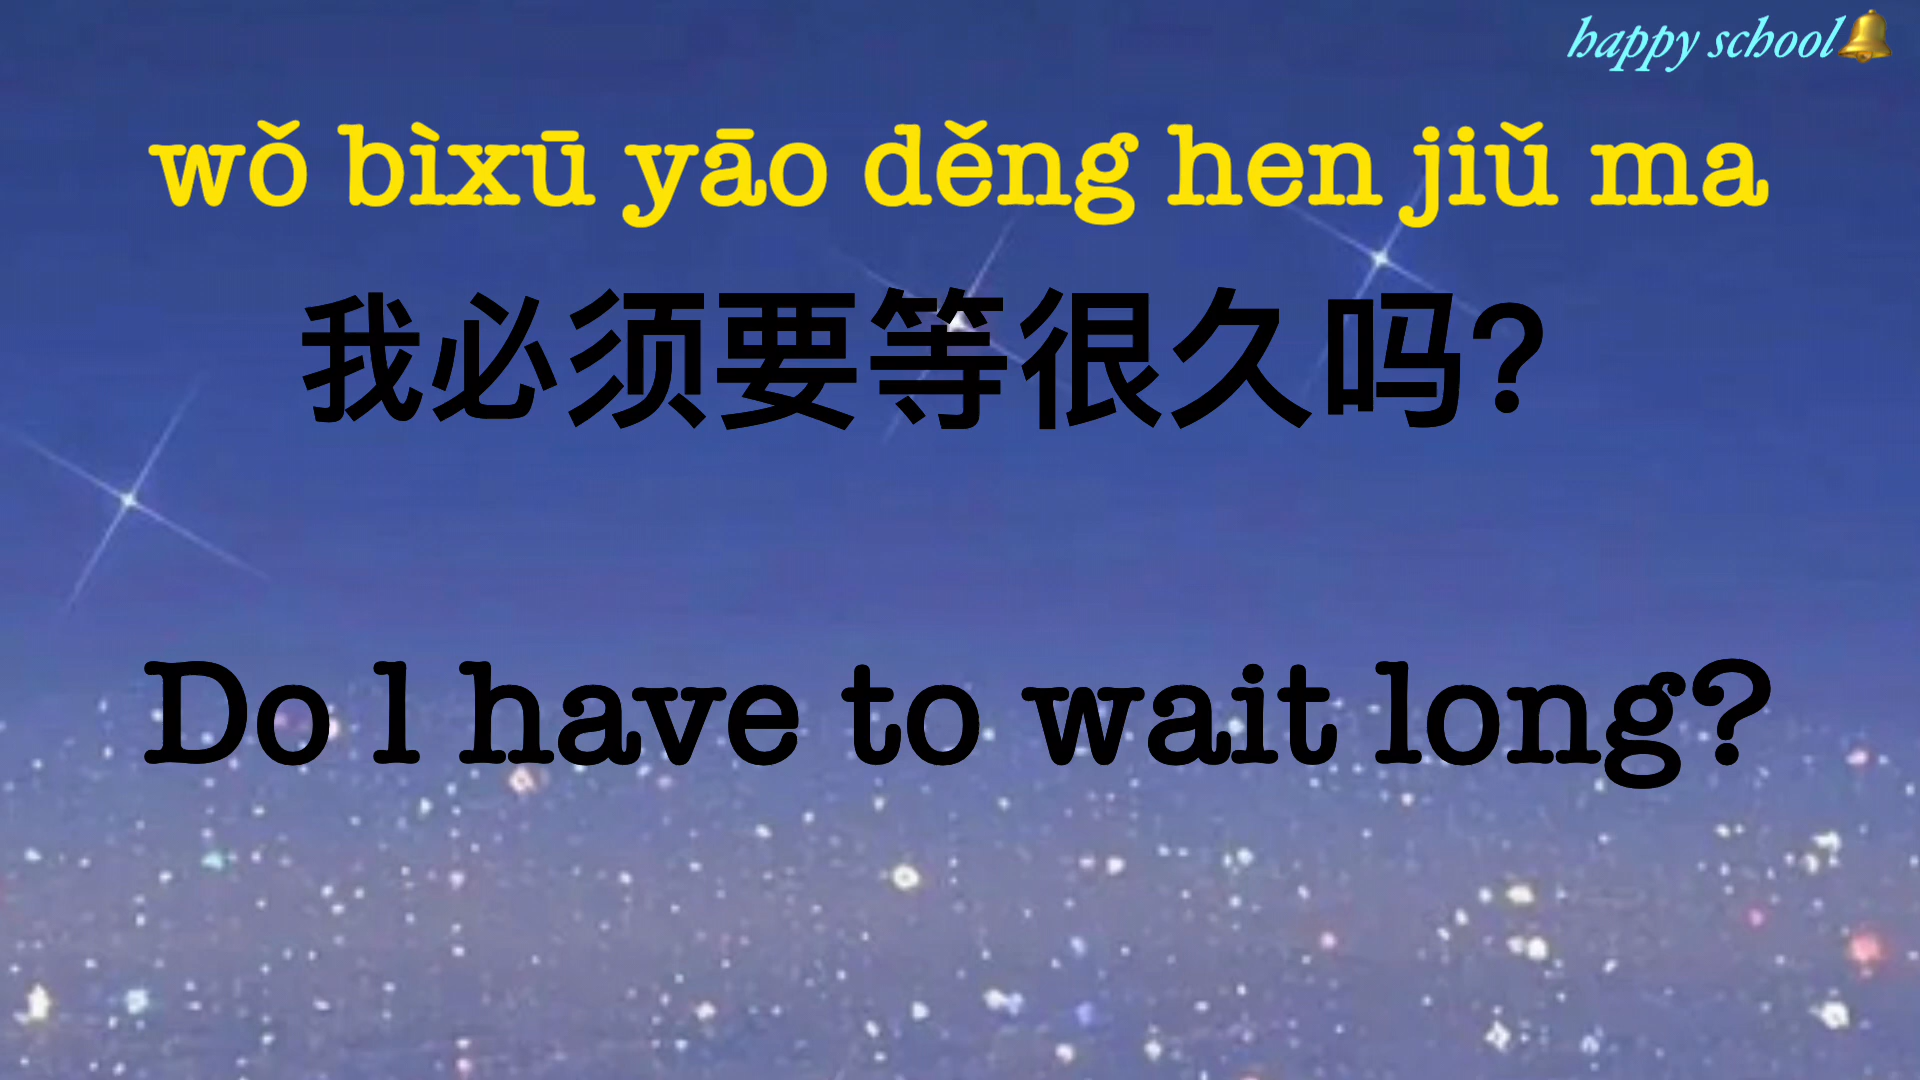 happy school🔔
wǒ bìxū yāo děng hen jiǔ ma
我必须要等很久吗?
Do l have to wait long?